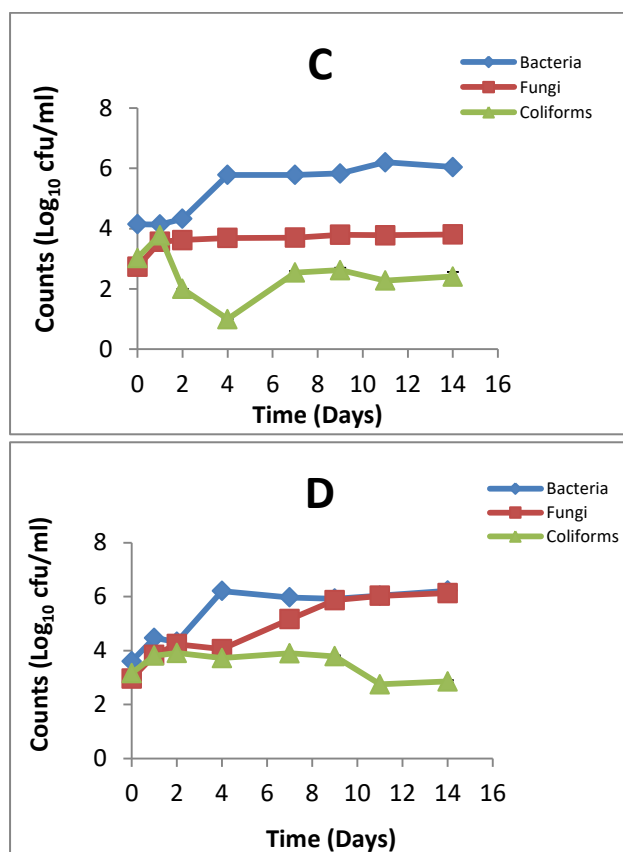 C
Bacteria
Fungi
Coliforms
Counts (Log10 cfu/ml)
8
6
4
2
0
0 2 4 6 8 10 12 14 16
Time (Days)
D
Bacteria
Fungi
Coliforms
Counts (Log10 cfu/ml)
8
6
4
2
0
0 2 4 6 8 10 12 14 16
Time (Days)